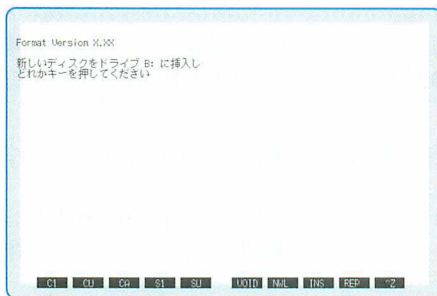 Format Version X.XX
新しいディスクをドライブ B: に挿入し
どれかキーを押してください
C1 CU CA S1 SU VOID NWL INS REP ^Z